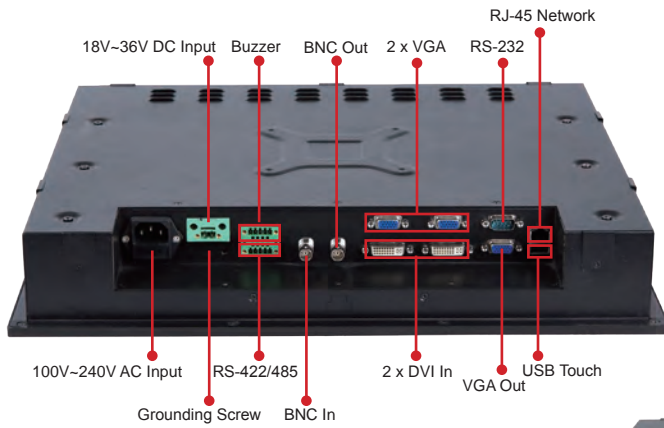 RJ-45 Network
18V~36V DC Input
Buzzer
BNC Out
2 x VGA
RS-232
100V~240V AC Input
RS-422/485
2 x DVI In
USB Touch
VGA Out
Grounding Screw
BNC In